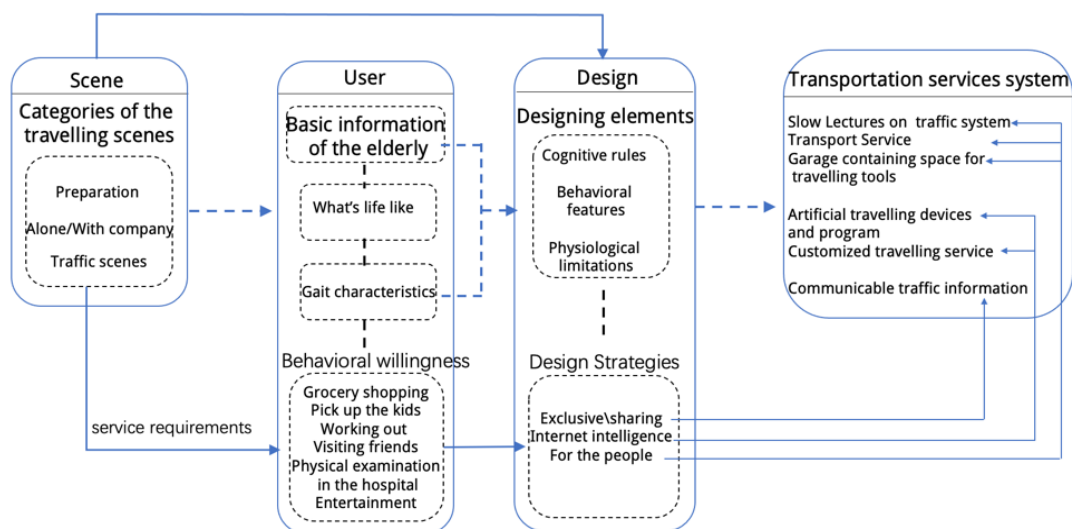 Scene
Categories of the
travelling scenes
Preparation
Alone/With company
Traffic scenes
service requirements
User
Basic information
of the elderly
What's life like
Gait characteristics
Behavioral willingness
Grocery shopping
Pick up the kids
Working out
Visiting friends
Physical examination
in the hospital
Entertainment
Design
Designing elements
Cognitive rules
Behavioral
features
Physiological
limitations
Design Strategies
Exclusive\sharing
Internet intelligence
For the people
Transportation services system
Slow Lectures on traffic system
Transport Service
Garage containing space for
travelling tools
Artificial travelling devices
and program
Customized travelling service
Communicable traffic information